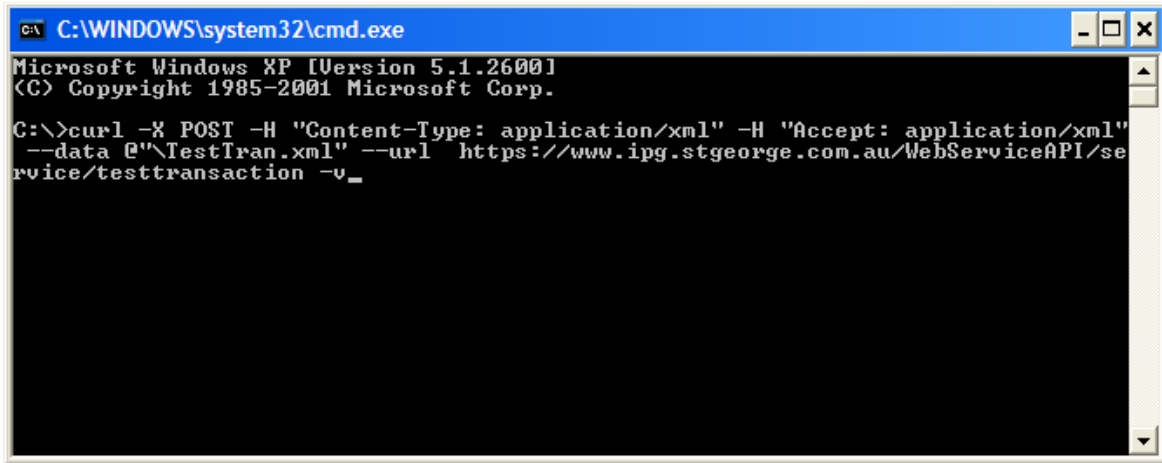 C:\WINDOWS\system32\cmd.exe
Microsoft Windows XP [Version 5.1.2600]
(C) Copyright 1985-2001 Microsoft Corp.
C:\>curl -X POST -H "Content-Type: application/xml" -H "Accept: application/xml"
--data @"\TestTran.xml" --url  https://www.ipg.stgeorge.com.au/WebServiceAPI/se
rvice/testtransaction -v_